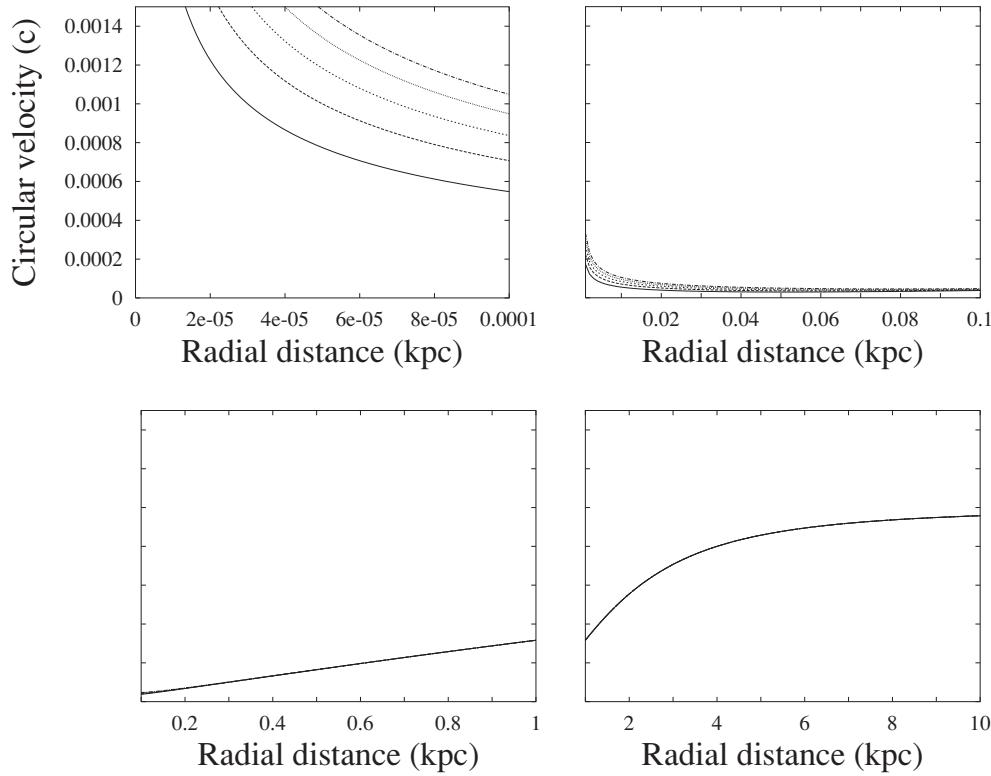 Circular velocity (c)
0.0014
0.0012
0.001
0.0008
0.0006
0.0004
0.0002
0
0 2e-05 4e-05 6e-05 8e-05 0.0001
Radial distance (kpc)
0.02 0.04 0.06 0.08 0.1
Radial distance (kpc)
0.2 0.4 0.6 0.8 1
Radial distance (kpc)
2 4 6 8 10
Radial distance (kpc)